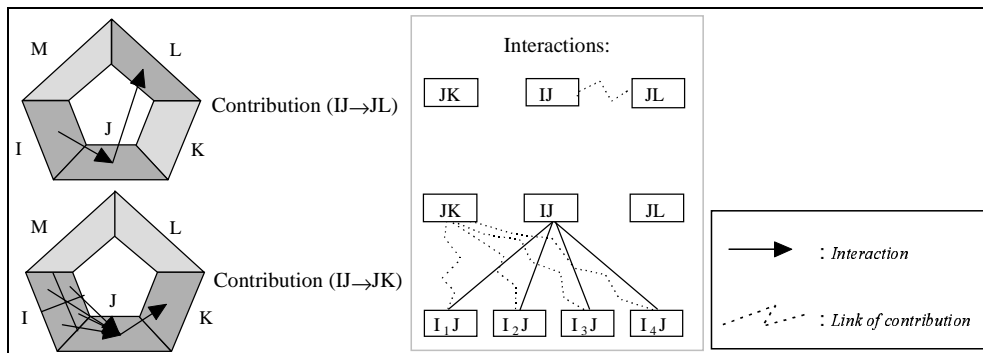 M
L
Contribution (IJ→JL)
J
I
K
M
L
Contribution (IJ→JK)
J
I
K
Interactions:
JK IJ JL
JK IJ JL
I₁J I₂J I₃J I₄J
: Interaction
: Link of contribution